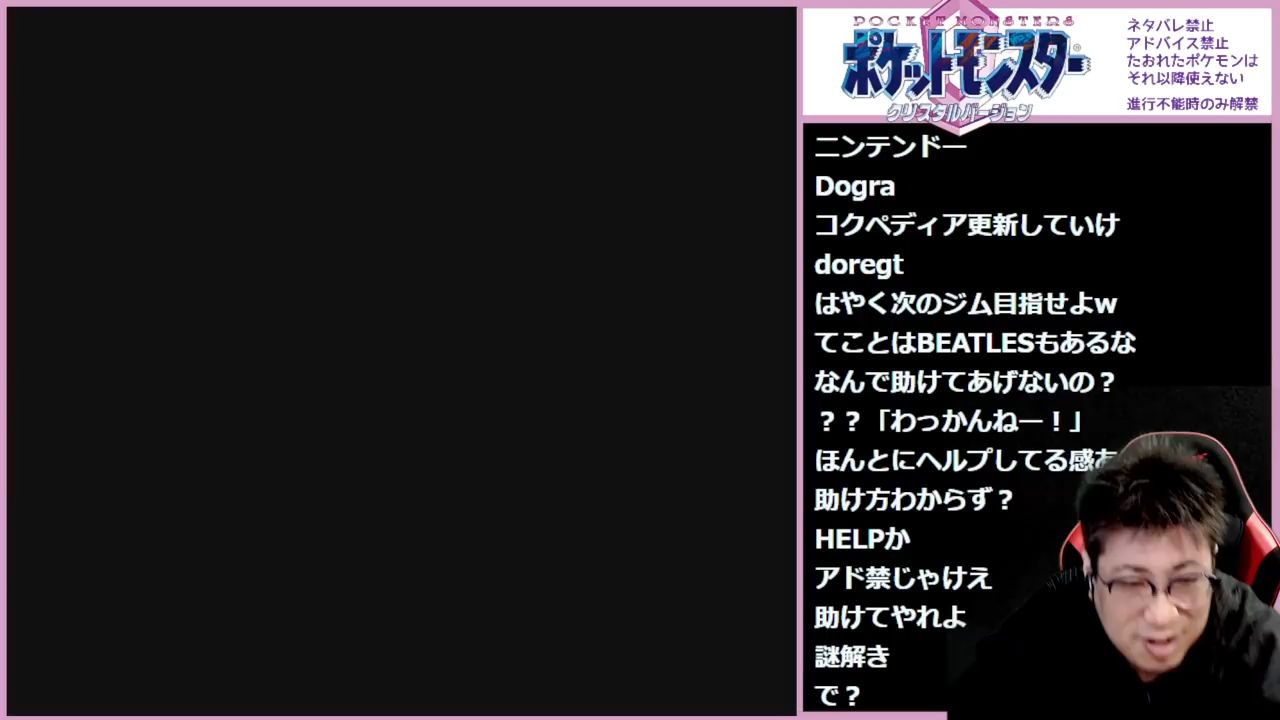 POCKET MONSTERS
ポケットモンスター
クリスタルバージョン
ネタバレ禁止
アドバイス禁止
たおれたポケモンは
それ以降使えない
進行不能時のみ解禁
ニンテンドー
Dogra
コクペディア更新していけ
doregt
はやく次のジム目指せよw
てことはBEATLESもあるな
なんで助けてあげないの？
？？「わっかんねー！」
ほんとにヘルプしてる感
助け方わからず？
HELPか
アド禁じゃけえ
助けてやれよ
謎解き
で？